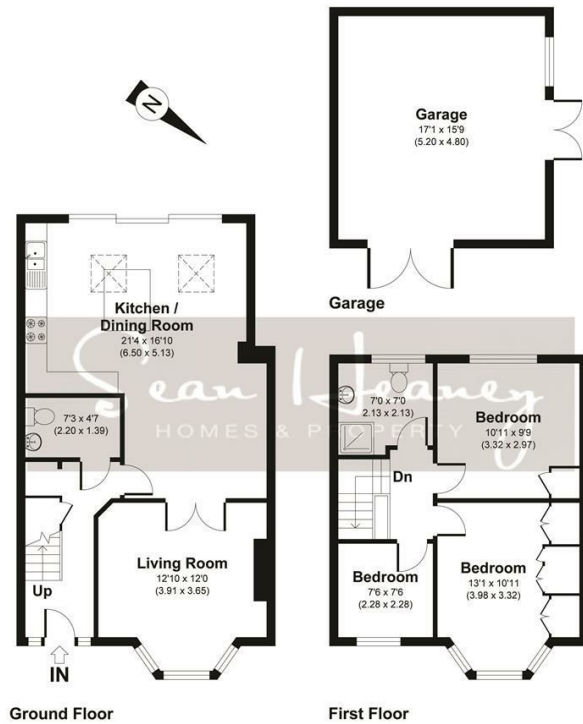 Garage
17'1 x 15'9
(5.20 x 4.80)
N
Garage
Kitchen /
Dining Room
21'4 x 16'10
(6.50 x 5.13)
7'3 x 4'7
(2.20 x 1.39)
Living Room
12'10 x 12'0
(3.91 x 3.65)
Up
IN
Ground Floor
7'0 x 7'0
2.13 x 2.13)
Bedroom
10'11 x 9'9
(3.32 x 2.97)
Dn
Bedroom
7'6 x 7'6
(2.28 x 2.28)
Bedroom
13'1 x 10'11
(3.98 x 3.32)
First Floor
Sean Heaney
HOMES & PROPERTY